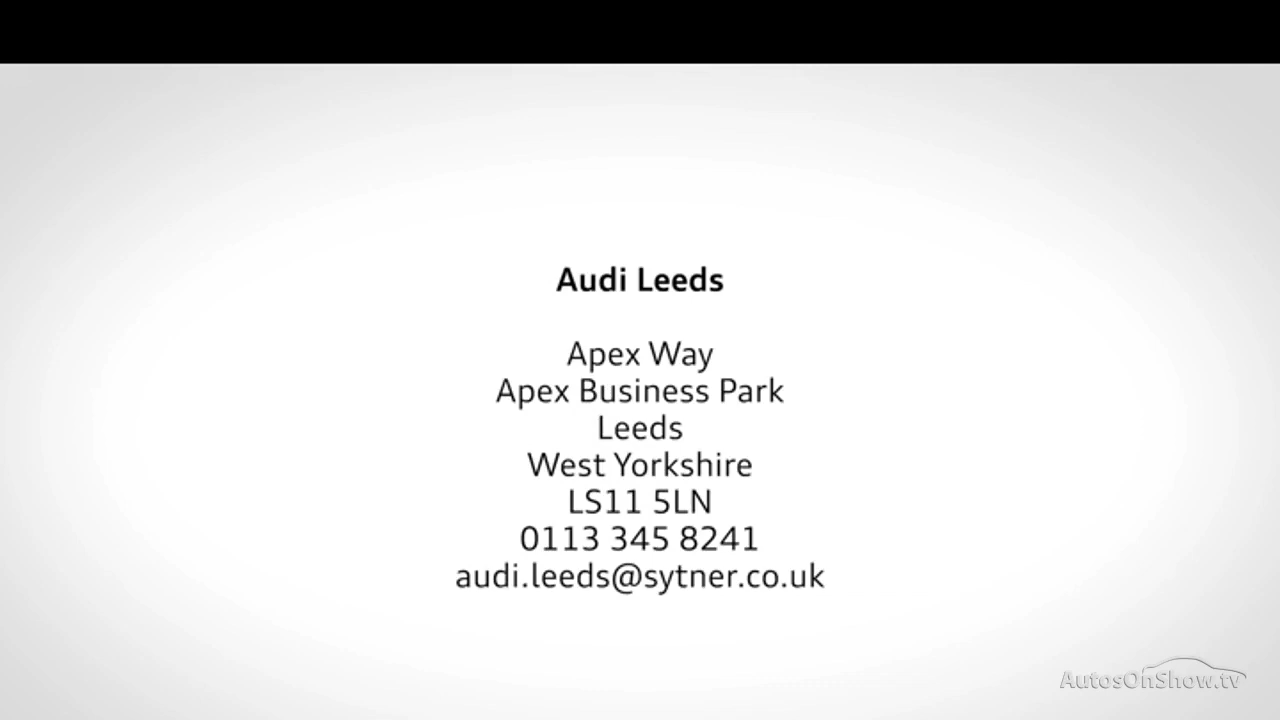 Audi Leeds
Apex Way
Apex Business Park
Leeds
West Yorkshire
LS11 5LN
0113 345 8241
audi.leeds@sytner.co.uk
AutosOnShow.tv